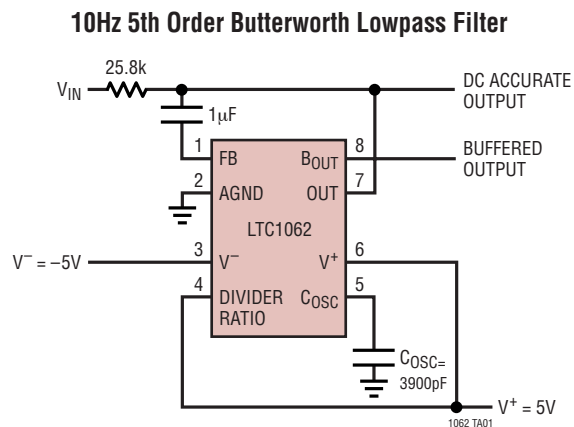 10Hz 5th Order Butterworth Lowpass Filter
25.8k
VIN
DC ACCURATE
OUTPUT
1µF
1
FB
BOUT
8
BUFFERED
OUTPUT
2
AGND
OUT
7
LTC1062
V– = –5V
3
V–
V+
6
4
DIVIDER
RATIO
COSC
5
COSC=
3900pF
V+ = 5V
1062 TA01